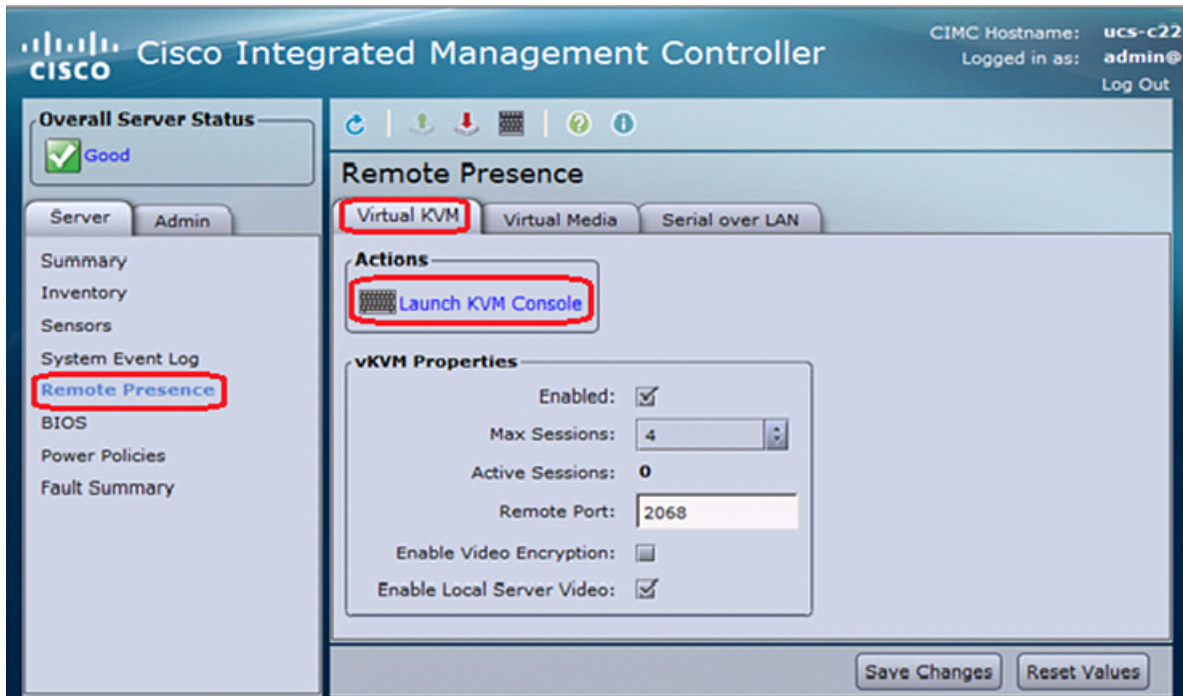 CISCO
Cisco Integrated Management Controller
CIMC Hostname: ucs-c22
Logged in as: admin@
Log Out
Overall Server Status
Good
Server
Admin
Summary
Inventory
Sensors
System Event Log
Remote Presence
BIOS
Power Policies
Fault Summary
Remote Presence
Virtual KVM
Virtual Media
Serial over LAN
Actions
Launch KVM Console
vKVM Properties
Enabled:
Max Sessions: 4
Active Sessions: 0
Remote Port: 2068
Enable Video Encryption:
Enable Local Server Video:
Save Changes
Reset Values